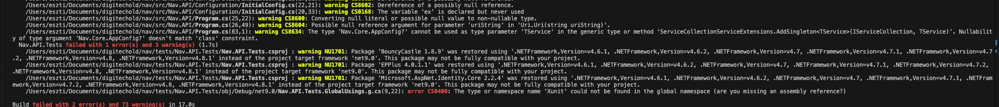 /Users/eszti/Documents/digitechold/nav/src/Nav.API/Configuration/InitialConfig.cs(22,21): warning CS8602: Dereference of a possibly null reference.
/Users/eszti/Documents/digitechold/nav/src/Nav.API/Configuration/InitialConfig.cs(20,33): warning CS0168: The variable 'ex' is declared but never used
/Users/eszti/Documents/digitechold/nav/src/Nav.API/Program.cs(25,22): warning CS8600: Converting null literal or possible null value to non-nullable type.
/Users/eszti/Documents/digitechold/nav/src/Nav.API/Program.cs(26,49): warning CS8604: Possible null reference argument for parameter 'uriString' in 'Uri.Uri(string uriString)'.
/Users/eszti/Documents/digitechold/nav/src/Nav.API/Program.cs(83,1): warning CS8634: The type 'Nav.Core.AppConfig?' cannot be used as type parameter 'TService' in the generic type or method 'ServiceCollectionServiceExtensions.AddSingleton<TService>(IServiceCollection, TService)'. Nullabilit
y of type argument 'Nav.Core.AppConfig?' doesn't match 'class' constraint.
Nav.API.Tests failed with 1 error(s) and 3 warning(s) (1.7s)
/Users/eszti/Documents/digitechold/nav/tests/Nav.API.Tests/Nav.API.Tests.csproj : warning NU1701: Package 'BouncyCastle 1.8.9' was restored using '.NETFramework,Version=v4.6.1, .NETFramework,Version=v4.6.2, .NETFramework,Version=v4.7, .NETFramework,Version=v4.7.1, .NETFramework,Version=v4.7
.2, .NETFramework,Version=v4.8, .NETFramework,Version=v4.8.1' instead of the project target framework 'net9.0'. This package may not be fully compatible with your project.
/Users/eszti/Documents/digitechold/nav/tests/Nav.API.Tests/Nav.API.Tests.csproj : warning NU1701: Package 'EPPlus 4.0.1.1' was restored using '.NETFramework,Version=v4.6.1, .NETFramework,Version=v4.6.2, .NETFramework,Version=v4.7, .NETFramework,Version=v4.7.1, .NETFramework,Version=v4.7.2,
.NETFramework,Version=v4.8, .NETFramework,Version=v4.8.1' instead of the project target framework 'net9.0'. This package may not be fully compatible with your project.
/Users/eszti/Documents/digitechold/nav/tests/Nav.API.Tests/Nav.API.Tests.csproj : warning NU1701: Package 'Microsoft.AspNet.Identity.Core 2.2.4' was restored using '.NETFramework,Version=v4.6.1, .NETFramework,Version=v4.6.2, .NETFramework,Version=v4.7, .NETFramework,Version=v4.7.1, .NETFram
ework,Version=v4.7.2, .NETFramework,Version=v4.8, .NETFramework,Version=v4.8.1' instead of the project target framework 'net9.0'. This package may not be fully compatible with your project.
/Users/eszti/Documents/digitechold/nav/tests/Nav.API.Tests/obj/Debug/net9.0/Nav.API.Tests.GlobalUsings.g.cs(9,22): error CS0400: The type or namespace name 'Xunit' could not be found in the global namespace (are you missing an assembly reference?)
Build failed with 2 error(s) and 73 warning(s) in 17.0s